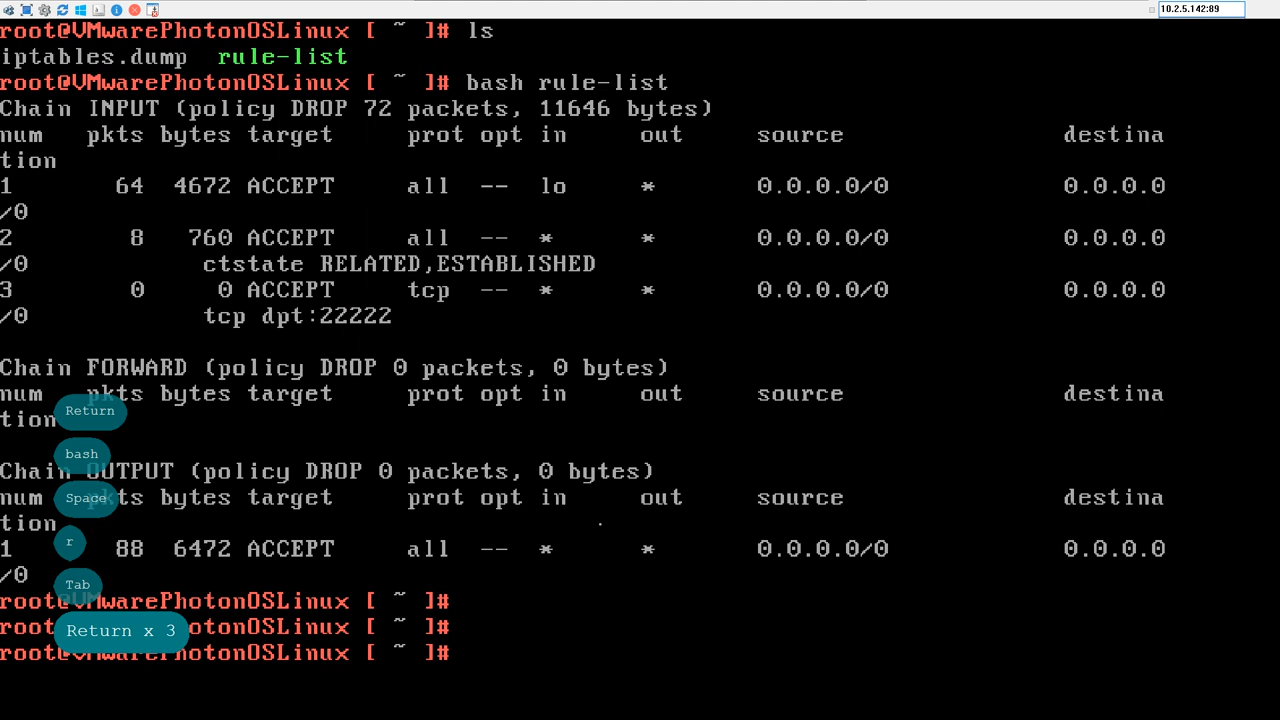 10.2.5.142:89
root@VMwarePhotonOSLinux [ ~ ]# ls
iptables.dump rule-list
root@VMwarePhotonOSLinux [ ~ ]# bash rule-list
Chain INPUT (policy DROP 72 packets, 11646 bytes)
num pkts bytes target prot opt in out source destina
tion
1 64 4672 ACCEPT all -- lo * 0.0.0.0/0 0.0.0.0
/0
2 8 760 ACCEPT all -- * * 0.0.0.0/0 0.0.0.0
/0 ctstate RELATED,ESTABLISHED
3 0 0 ACCEPT tcp -- * * 0.0.0.0/0 0.0.0.0
/0 tcp dpt:22222
Chain FORWARD (policy DROP 0 packets, 0 bytes)
num pkts bytes target prot opt in out source destina
tion
Return
bash
Chain OUTPUT (policy DROP 0 packets, 0 bytes)
num pkts bytes target prot opt in out source destina
Space
tion
r
1 88 6472 ACCEPT all -- * * 0.0.0.0/0 0.0.0.0
/0
Tab
root@VMwarePhotonOSLinux [ ~ ]#
root@VMwarePhotonOSLinux [ ~ ]#
Return x 3
root@VMwarePhotonOSLinux [ ~ ]#